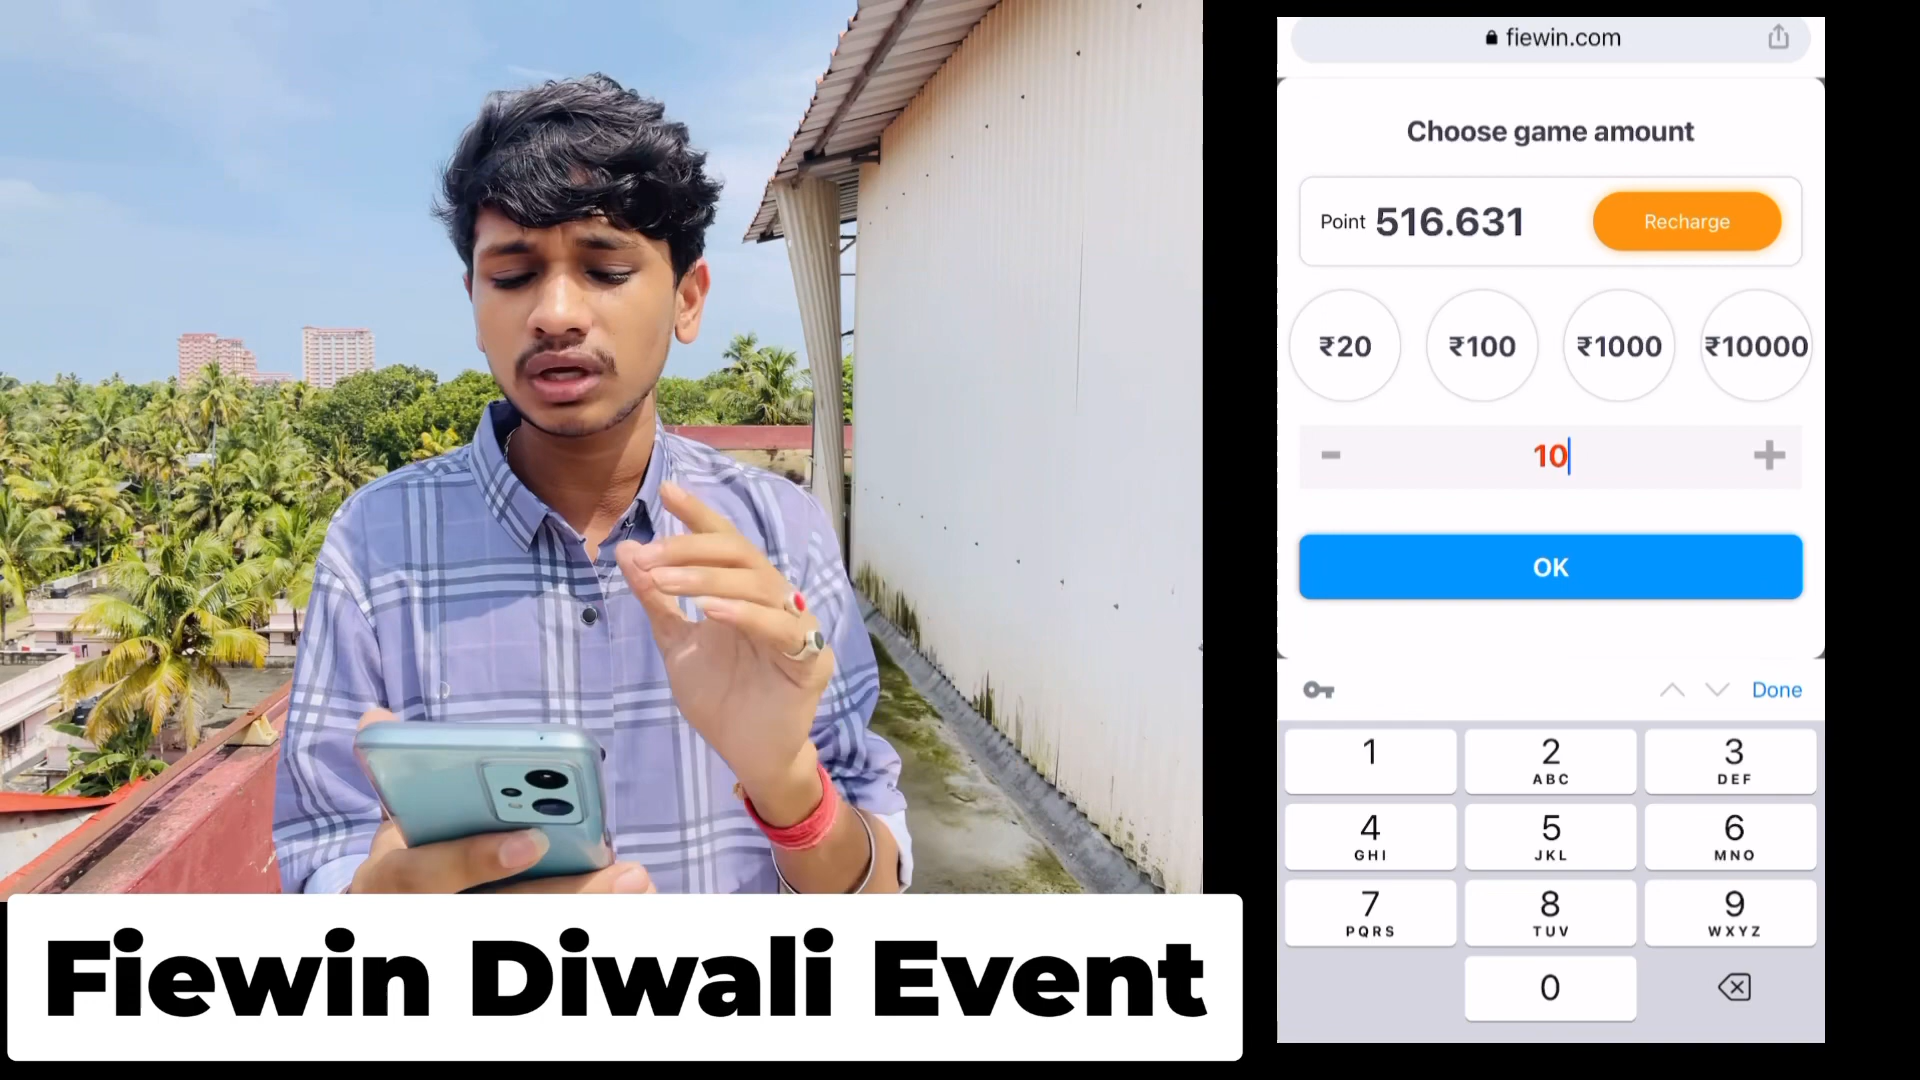 fiewin.com
Choose game amount
Point 516.631 Recharge
₹20 ₹100 ₹1000 ₹10000
- 10 +
OK
Done
1 2 3
ABC DEF
4 5 6
GHI JKL MNO
7 8 9
PQRS TUV WXYZ
0
Fiewin Diwali Event